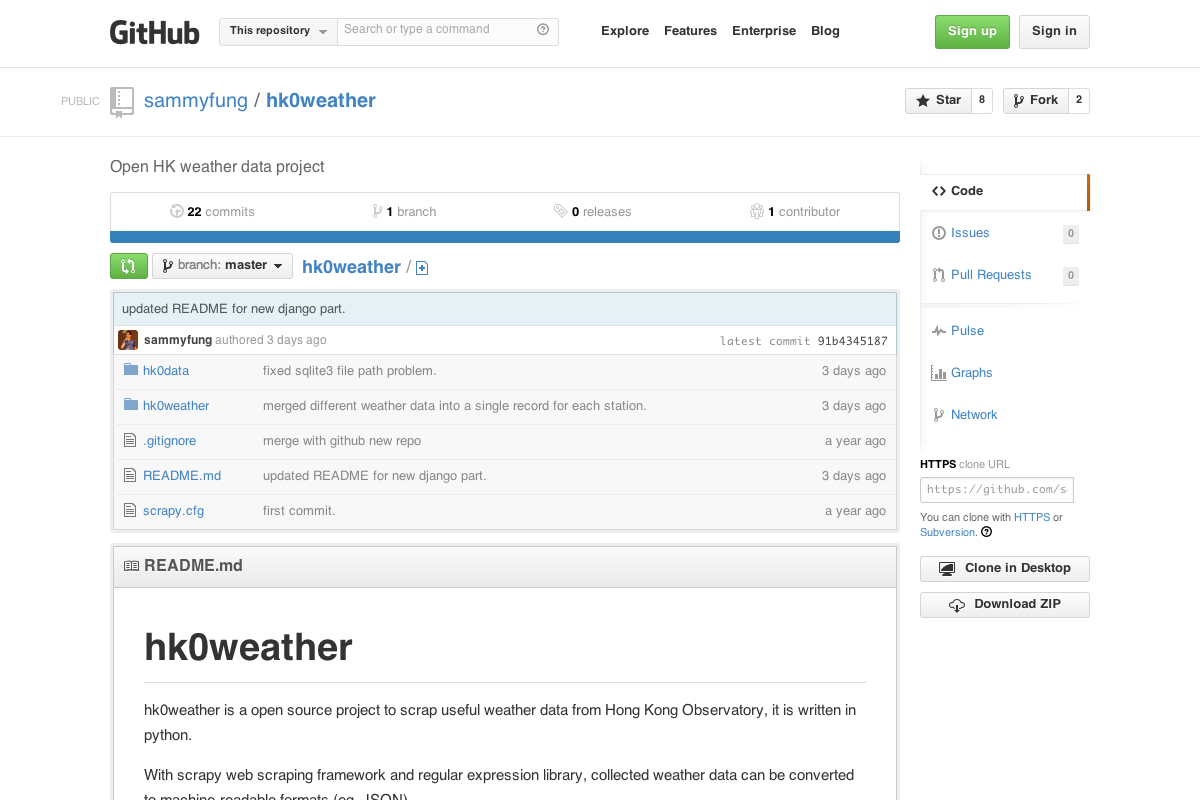 GitHub
This repository
Search or type a command
Explore
Features
Enterprise
Blog
Sign up
Sign in
PUBLIC
sammyfung / hk0weather
Star 8
Fork 2
Open HK weather data project
22 commits
1 branch
0 releases
1 contributor
branch: master
hk0weather /
updated README for new django part.
sammyfung authored 3 days ago
latest commit 91b4345187
hk0data fixed sqlite3 file path problem. 3 days ago
hk0weather merged different weather data into a single record for each station. 3 days ago
.gitignore merge with github new repo a year ago
README.md updated README for new django part. 3 days ago
scrapy.cfg first commit. a year ago
README.md
hk0weather
hk0weather is a open source project to scrap useful weather data from Hong Kong Observatory, it is written in
python.
With scrapy web scraping framework and regular expression library, collected weather data can be converted
to machine-readable formats (eg. JSON)
Code
Issues 0
Pull Requests 0
Pulse
Graphs
Network
HTTPS clone URL
https://github.com/s
You can clone with HTTPS or
Subversion.
Clone in Desktop
Download ZIP